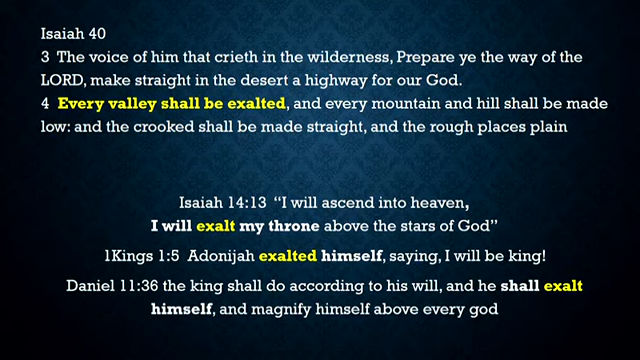 Isaiah 40
3  The voice of him that crieth in the wilderness, Prepare ye the way of the
LORD, make straight in the desert a highway for our God.
4  Every valley shall be exalted, and every mountain and hill shall be made
low: and the crooked shall be made straight, and the rough places plain
Isaiah 14:13  “I will ascend into heaven,
I will exalt my throne above the stars of God”
1Kings 1:5  Adonijah exalted himself, saying, I will be king!
Daniel 11:36 the king shall do according to his will, and he shall exalt
himself, and magnify himself above every god